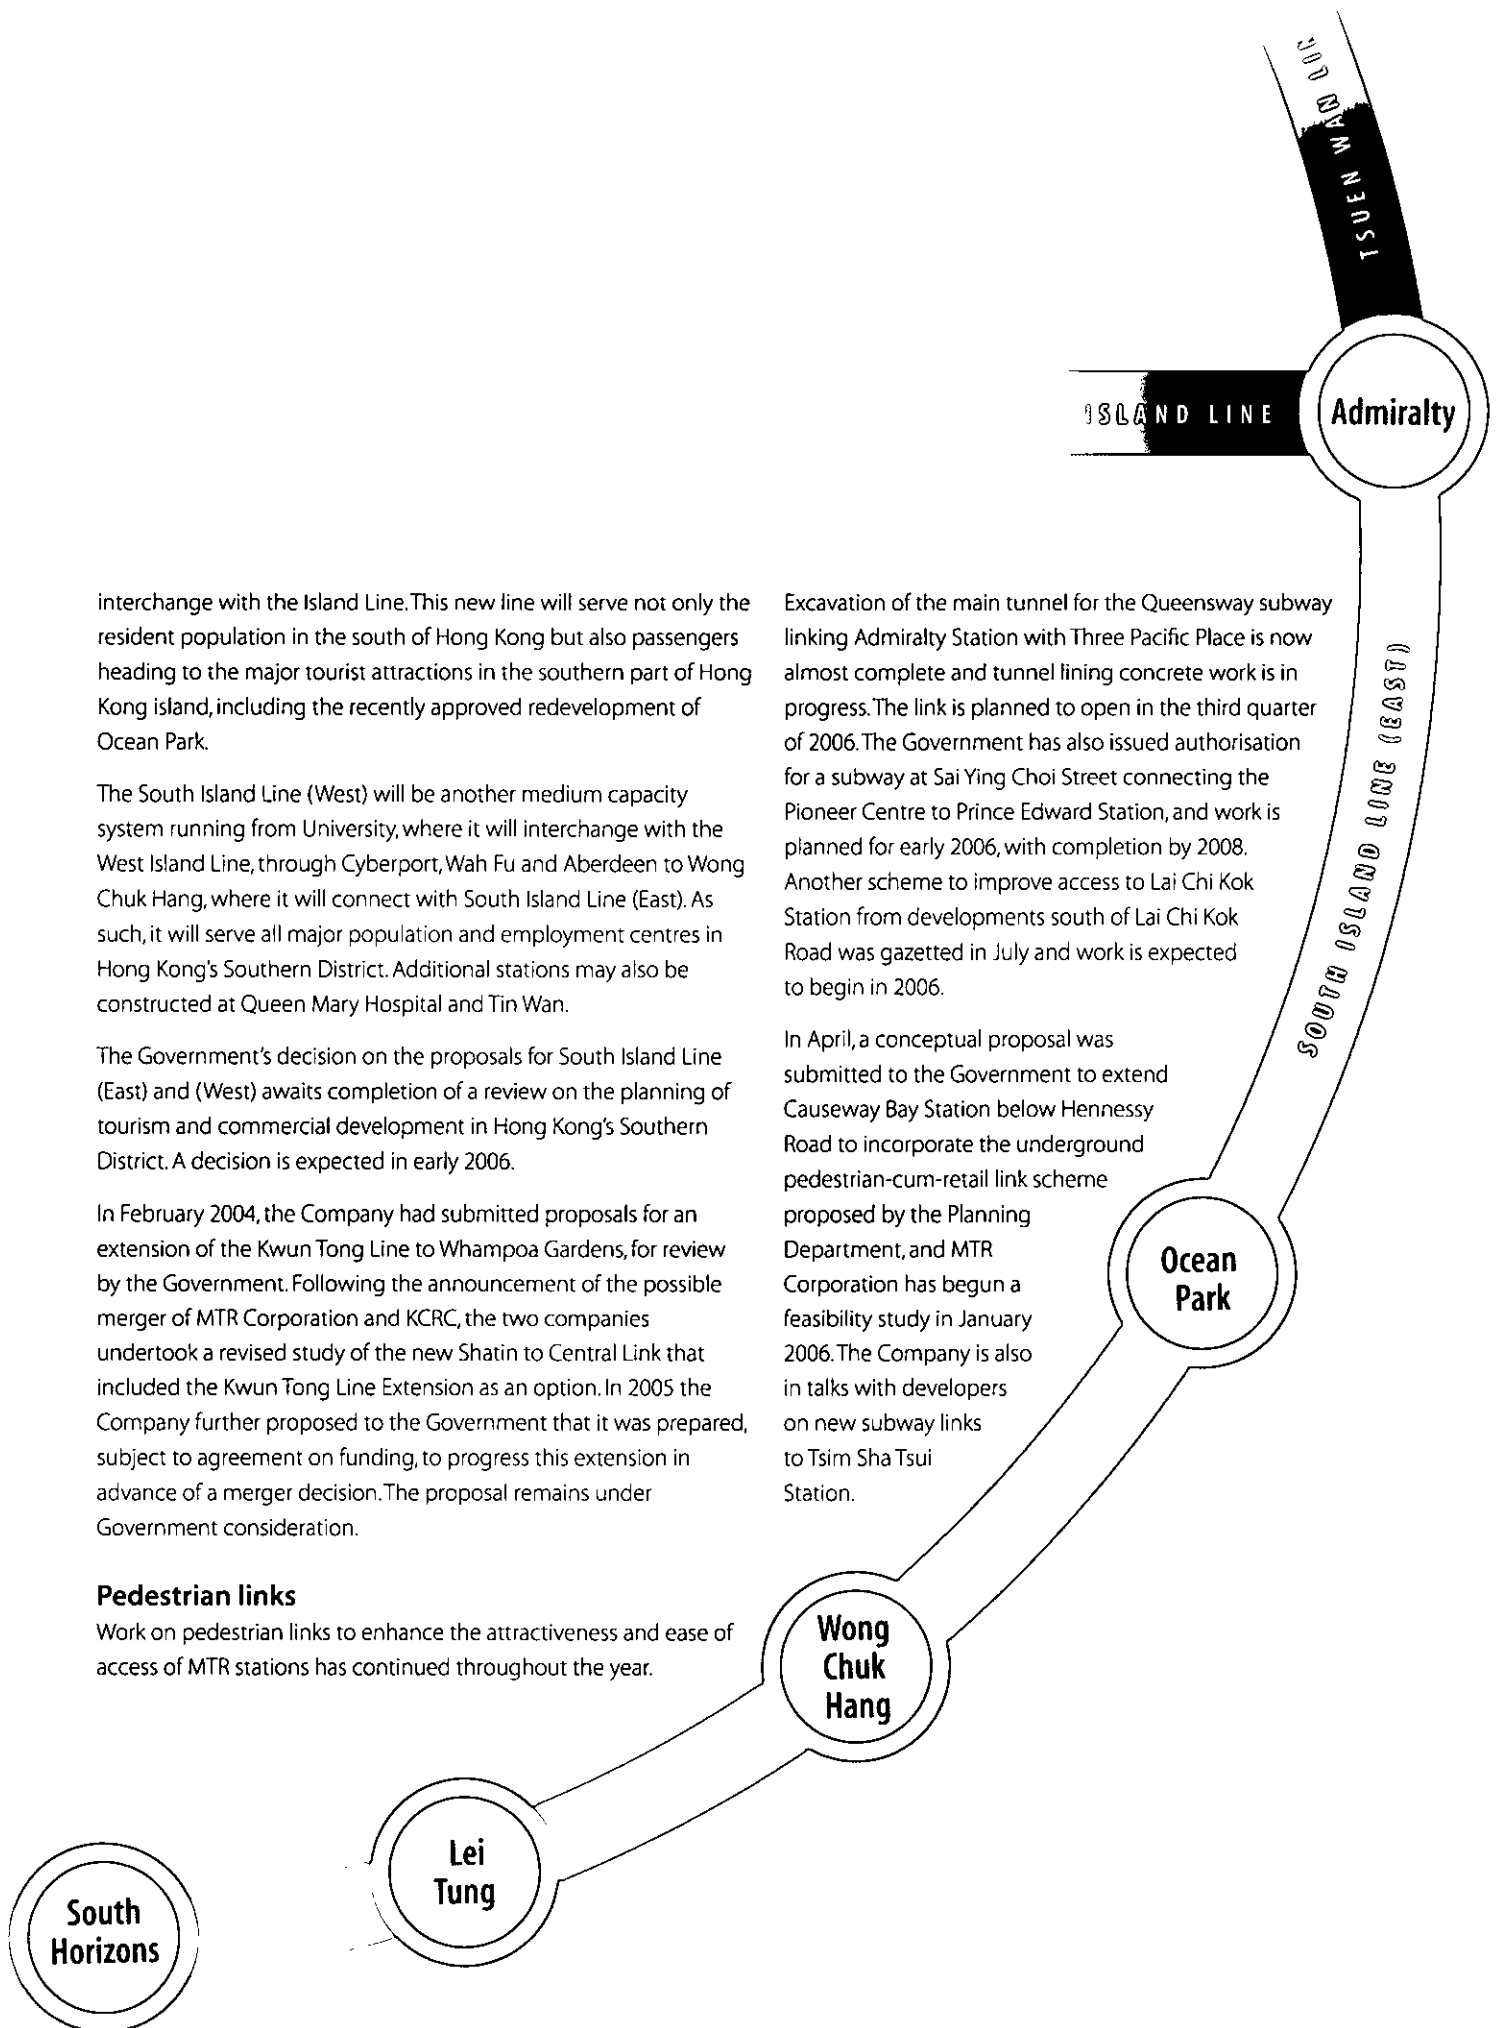 TSUEN WAN LIN
ISLAND LINE
Admiralty
interchange with the Island Line. This new line will serve not only the
resident population in the south of Hong Kong but also passengers
heading to the major tourist attractions in the southern part of Hong
Kong island, including the recently approved redevelopment of
Ocean Park.
The South Island Line (West) will be another medium capacity
system running from University, where it will interchange with the
West Island Line, through Cyberport, Wah Fu and Aberdeen to Wong
Chuk Hang, where it will connect with South Island Line (East). As
such, it will serve all major population and employment centres in
Hong Kong's Southern District. Additional stations may also be
constructed at Queen Mary Hospital and Tin Wan.
The Government's decision on the proposals for South Island Line
(East) and (West) awaits completion of a review on the planning of
tourism and commercial development in Hong Kong's Southern
District. A decision is expected in early 2006.
In February 2004, the Company had submitted proposals for an
extension of the Kwun Tong Line to Whampoa Gardens, for review
by the Government. Following the announcement of the possible
merger of MTR Corporation and KCRC, the two companies
undertook a revised study of the new Shatin to Central Link that
included the Kwun Tong Line Extension as an option. In 2005 the
Company further proposed to the Government that it was prepared,
subject to agreement on funding, to progress this extension in
advance of a merger decision. The proposal remains under
Government consideration.
Pedestrian links
Work on pedestrian links to enhance the attractiveness and ease of
access of MTR stations has continued throughout the year.
Excavation of the main tunnel for the Queensway subway
linking Admiralty Station with Three Pacific Place is now
almost complete and tunnel lining concrete work is in
progress. The link is planned to open in the third quarter
of 2006. The Government has also issued authorisation
for a subway at Sai Ying Choi Street connecting the
Pioneer Centre to Prince Edward Station, and work is
planned for early 2006, with completion by 2008.
Another scheme to improve access to Lai Chi Kok
Station from developments south of Lai Chi Kok
Road was gazetted in July and work is expected
to begin in 2006.
In April, a conceptual proposal was
submitted to the Government to extend
Causeway Bay Station below Hennessy
Road to incorporate the underground
pedestrian-cum-retail link scheme
proposed by the Planning
Department, and MTR
Corporation has begun a
feasibility study in January
2006. The Company is also
in talks with developers
on new subway links
to Tsim Sha Tsui
Station.
SOUTH ISLAND LINE (EAST)
Ocean
Park
Wong
Chuk
Hang
Lei
Tung
South
Horizons